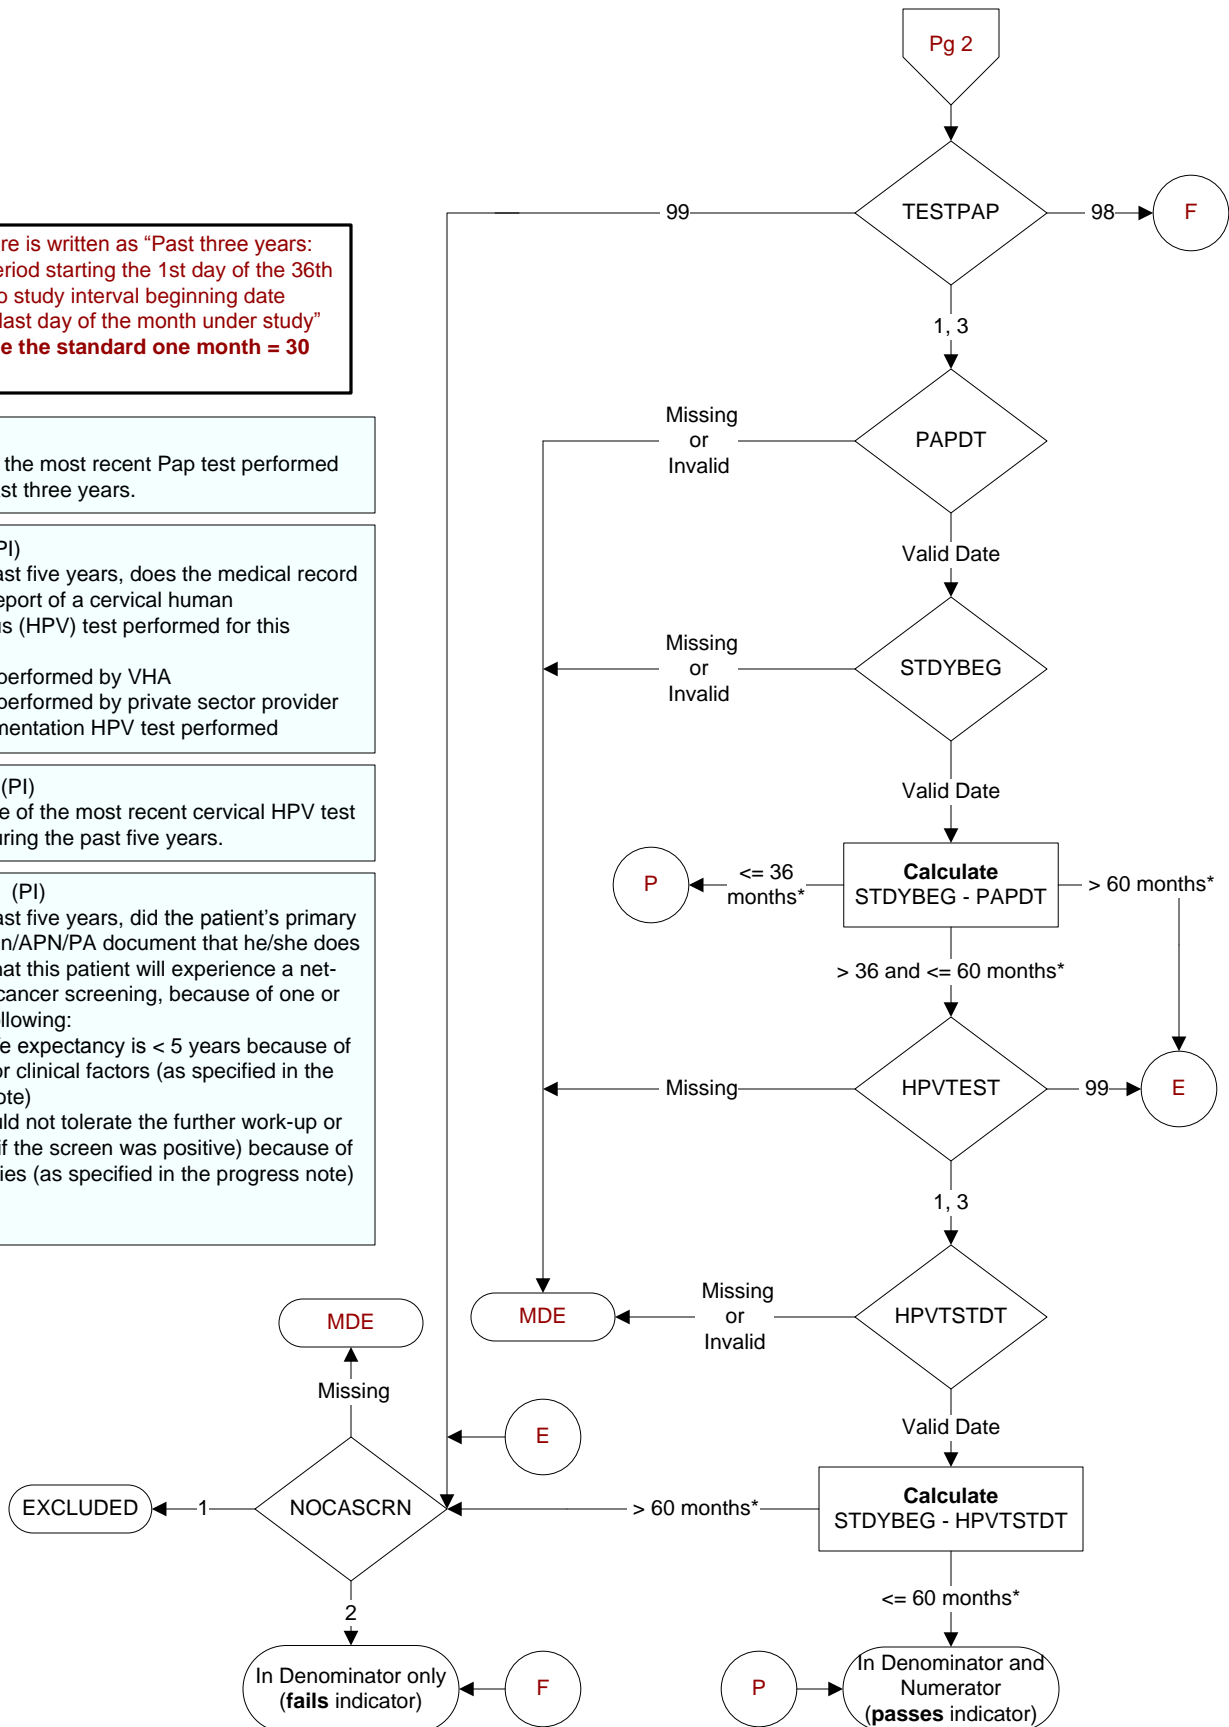 Pg 2
TESTPAP
99
98
F
1, 3
re is written as “Past three years:
eriod starting the 1st day of the 36th
o study interval beginning date
last day of the month under study”
e the standard one month = 30
the most recent Pap test performed
ast three years.
PI)
ast five years, does the medical record
eport of a cervical human
us (HPV) test performed for this
performed by VHA
performed by private sector provider
mentation HPV test performed
(PI)
e of the most recent cervical HPV test
uring the past five years.
(PI)
ast five years, did the patient’s primary
n/APN/PA document that he/she does
hat this patient will experience a net-
cancer screening, because of one or
ollowing:
fe expectancy is < 5 years because of
or clinical factors (as specified in the
ote)
uld not tolerate the further work-up or
if the screen was positive) because of
ies (as specified in the progress note)
PAPDT
Missing
or
Invalid
Valid Date
STDYBEG
Missing
or
Invalid
Valid Date
Calculate
STDYBEG - PAPDT
<= 36
months*
P
> 60 months*
> 36 and <= 60 months*
HPVTEST
Missing
99
E
1, 3
HPVTSTDT
Missing
or
Invalid
MDE
Valid Date
Calculate
STDYBEG - HPVTSTDT
> 60 months*
<= 60 months*
MDE
Missing
E
NOCASCRN
1
EXCLUDED
2
In Denominator only
(fails indicator)
F
P
In Denominator and
Numerator
(passes indicator)